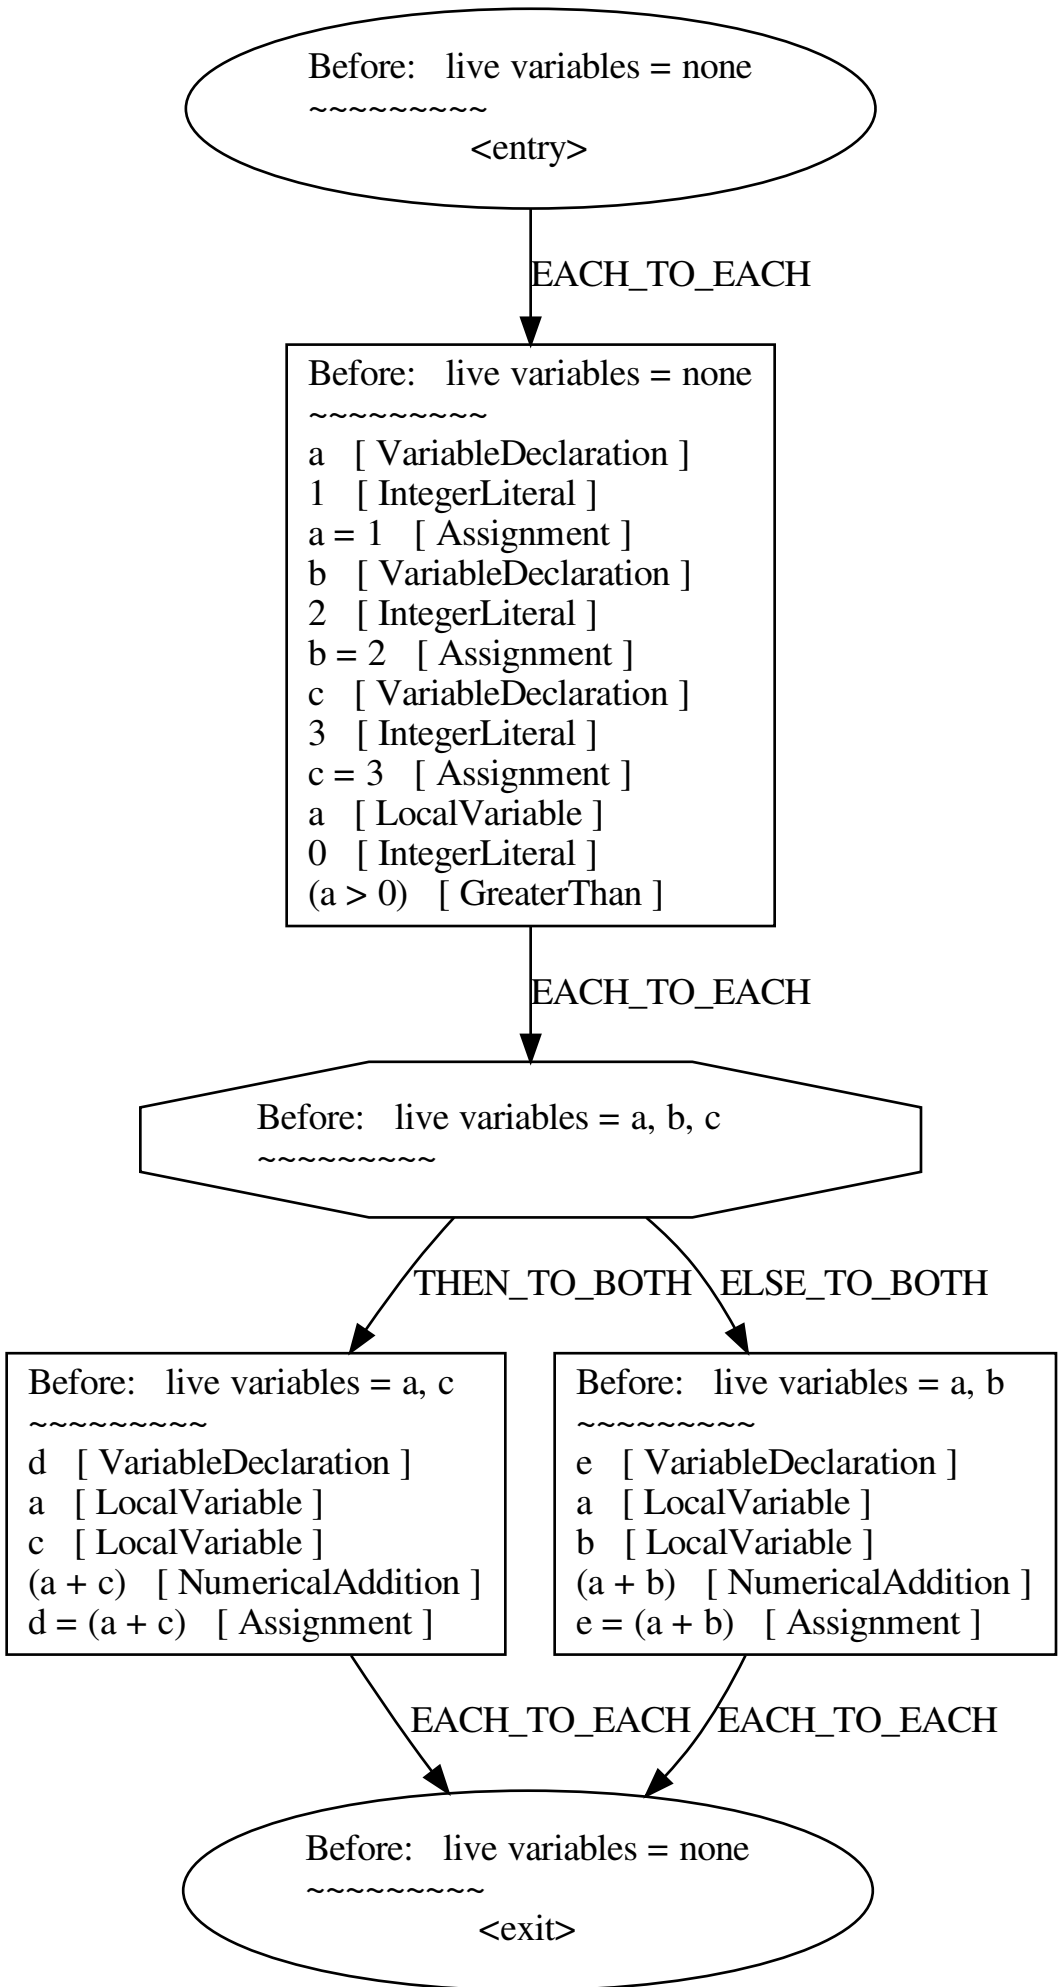 Before: live variables = none
~~~~~~~~~
<entry>
EACH_TO_EACH
Before: live variables = none
~~~~~~~~~
a [ VariableDeclaration ]
1 [ IntegerLiteral ]
a = 1 [ Assignment ]
b [ VariableDeclaration ]
2 [ IntegerLiteral ]
b = 2 [ Assignment ]
c [ VariableDeclaration ]
3 [ IntegerLiteral ]
c = 3 [ Assignment ]
a [ LocalVariable ]
0 [ IntegerLiteral ]
(a > 0) [ GreaterThan ]
EACH_TO_EACH
Before: live variables = a, b, c
~~~~~~~~~
THEN_TO_BOTH
ELSE_TO_BOTH
Before: live variables = a, c
~~~~~~~~~
d [ VariableDeclaration ]
a [ LocalVariable ]
c [ LocalVariable ]
(a + c) [ NumericalAddition ]
d = (a + c) [ Assignment ]
Before: live variables = a, b
~~~~~~~~~
e [ VariableDeclaration ]
a [ LocalVariable ]
b [ LocalVariable ]
(a + b) [ NumericalAddition ]
e = (a + b) [ Assignment ]
EACH_TO_EACH
EACH_TO_EACH
Before: live variables = none
~~~~~~~~~
<exit>